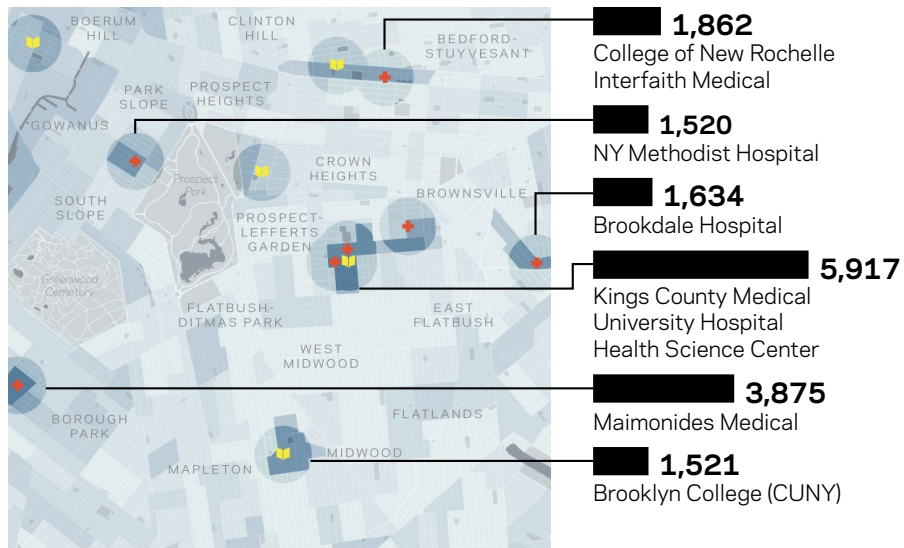 BOERUM
HILL
CLINTON
HILL
BEDFORD-
STUYVESANT
PARK
SLOPE
PROSPECT
HEIGHTS
GOWANUS
Prospect
Park
CROWN
HEIGHTS
BROWNSVILLE
SOUTH
SLOPE
PROSPECT-
LEFFERTS
GARDEN
Greenwood
Cemetery
FLATBUSH-
DITMAS PARK
EAST
FLATBUSH
WEST
MIDWOOD
BOROUGH
PARK
FLATLANDS
MAPLETON
MIDWOOD
1,862
College of New Rochelle
Interfaith Medical
1,520
NY Methodist Hospital
1,634
Brookdale Hospital
5,917
Kings County Medical
University Hospital
Health Science Center
3,875
Maimonides Medical
1,521
Brooklyn College (CUNY)